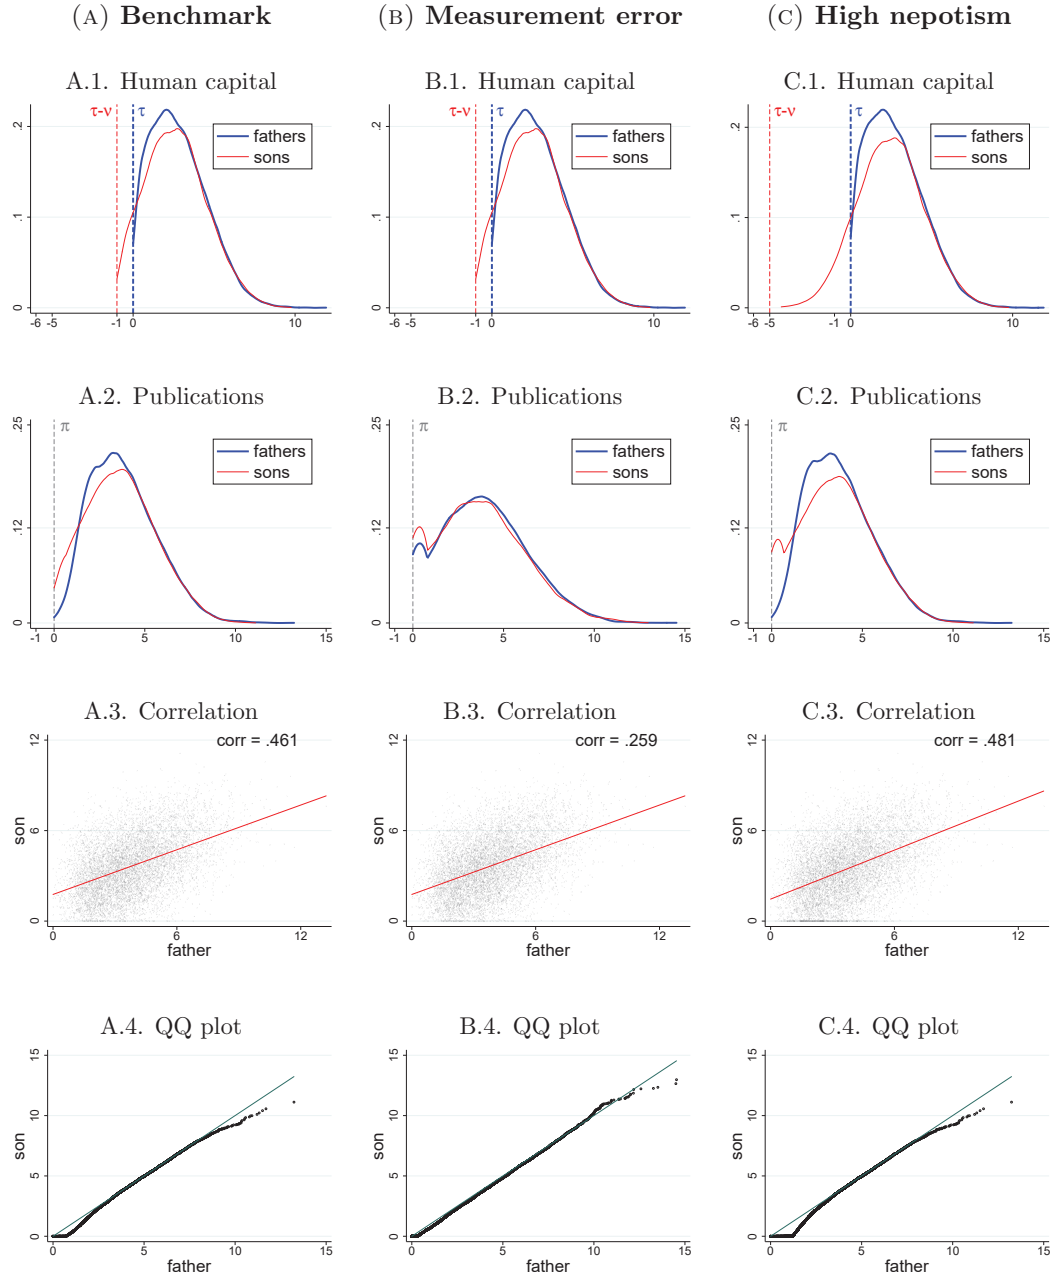 (A) Benchmark
(B) Measurement error
(C) High nepotism
A.1. Human capital
B.1. Human capital
C.1. Human capital
τ-ν
τ
fathers
sons
.2
.1
0
-6 -5 -1 0 10
τ-ν
τ
fathers
sons
.2
.1
0
-6 -5 -1 0 10
τ-ν
τ
fathers
sons
.2
.1
0
-6 -5 -1 0 10
A.2. Publications
B.2. Publications
C.2. Publications
π
fathers
sons
.25
.12
0
-1 0 5 10 15
π
fathers
sons
.25
.12
0
-1 0 5 10 15
π
fathers
sons
.25
.12
0
-1 0 5 10 15
A.3. Correlation
B.3. Correlation
C.3. Correlation
corr = .461
12
6
0
son
0 6 12
father
corr = .259
12
6
0
son
0 6 12
father
corr = .481
12
6
0
son
0 6 12
father
A.4. QQ plot
B.4. QQ plot
C.4. QQ plot
15
10
5
0
son
0 5 10 15
father
15
10
5
0
son
0 5 10 15
father
15
10
5
0
son
0 5 10 15
father